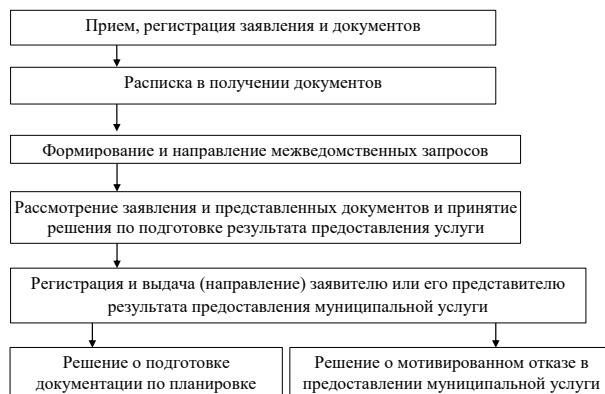 Прием, регистрация заявления и документов
Расписка в получении документов
Формирование и направление межведомственных запросов
Рассмотрение заявления и представленных документов и принятие
решения по подготовке результата предоставления услуги
Регистрация и выдача (направление) заявителю или его представителю
результата предоставления муниципальной услуги
Решение о подготовке
документации по планировке
Решение о мотивированном отказе в
предоставлении муниципальной услуги